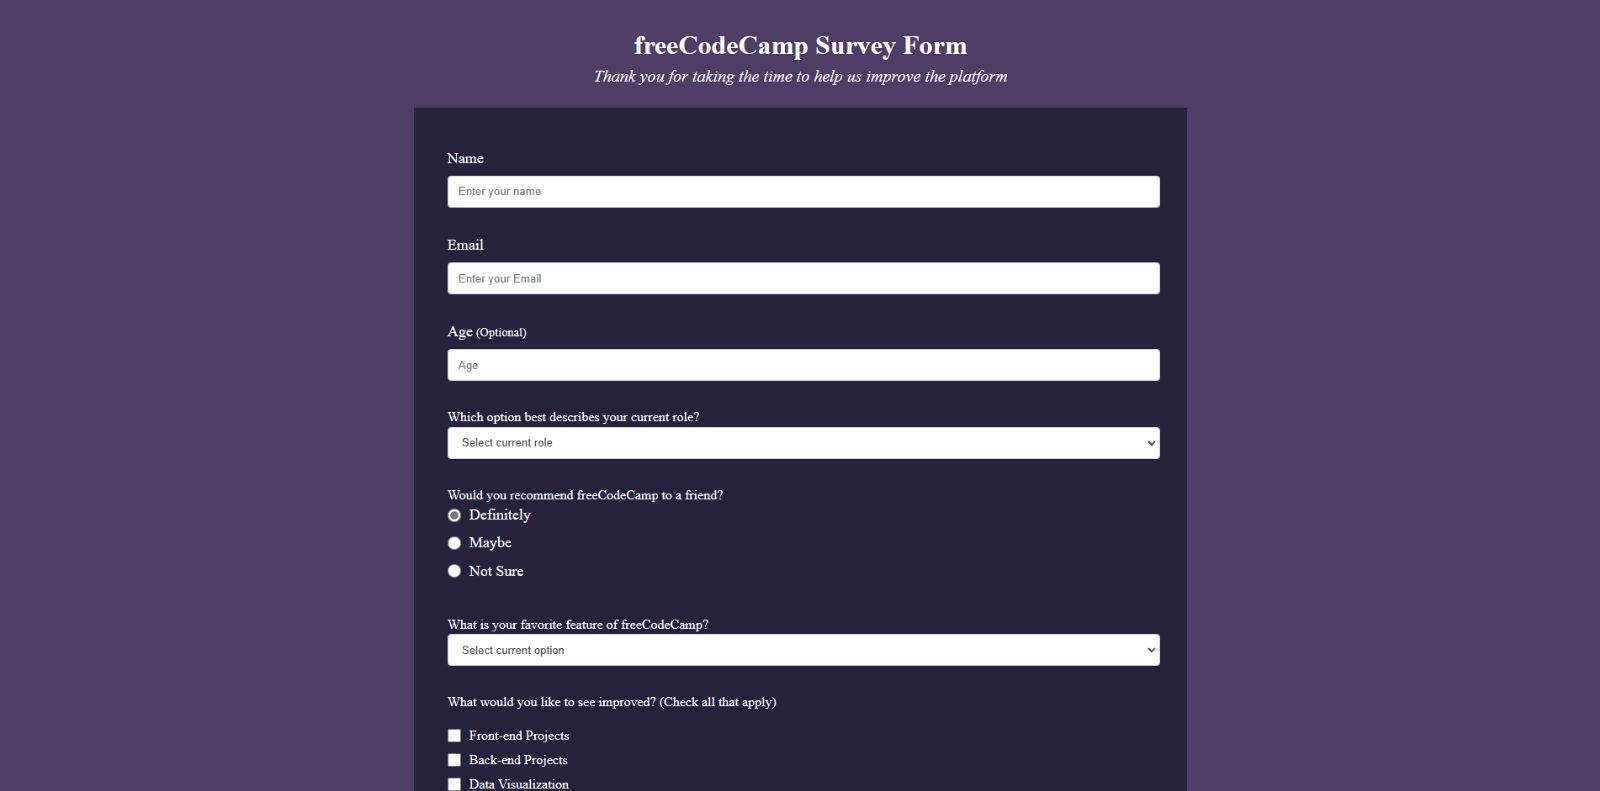 freeCodeCamp Survey Form
Thank you for taking the time to help us improve the platform
Name
Enter your name
Email
Enter your Email
Age (Optional)
Age
Which option best describes your current role?
Select current role
Would you recommend freeCodeCamp to a friend?
Definitely
Maybe
Not Sure
What is your favorite feature of freeCodeCamp?
Select current option
What would you like to see improved? (Check all that apply)
Front-end Projects
Back-end Projects
Data Visualization